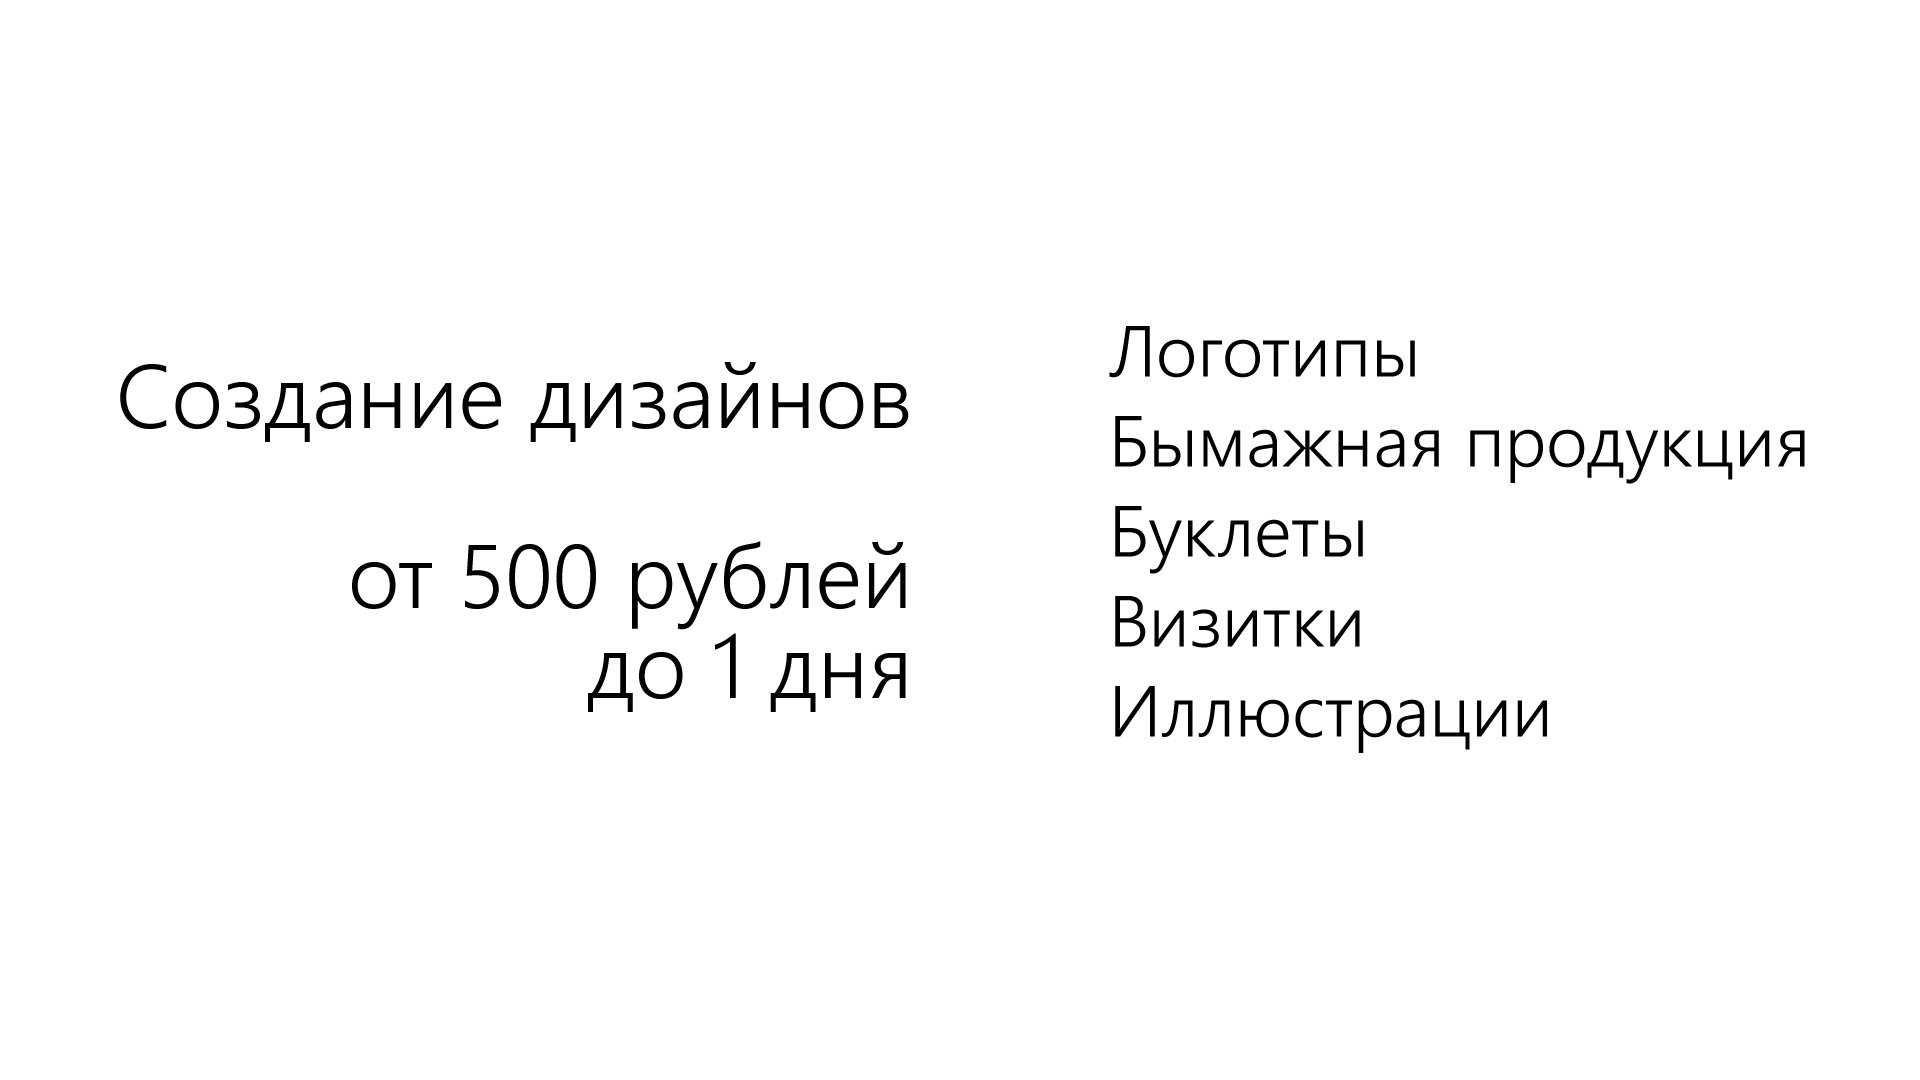 Создание дизайнов
от 500 рублей
до 1 дня
Логотипы
Бымажная продукция
Буклеты
Визитки
Иллюстрации